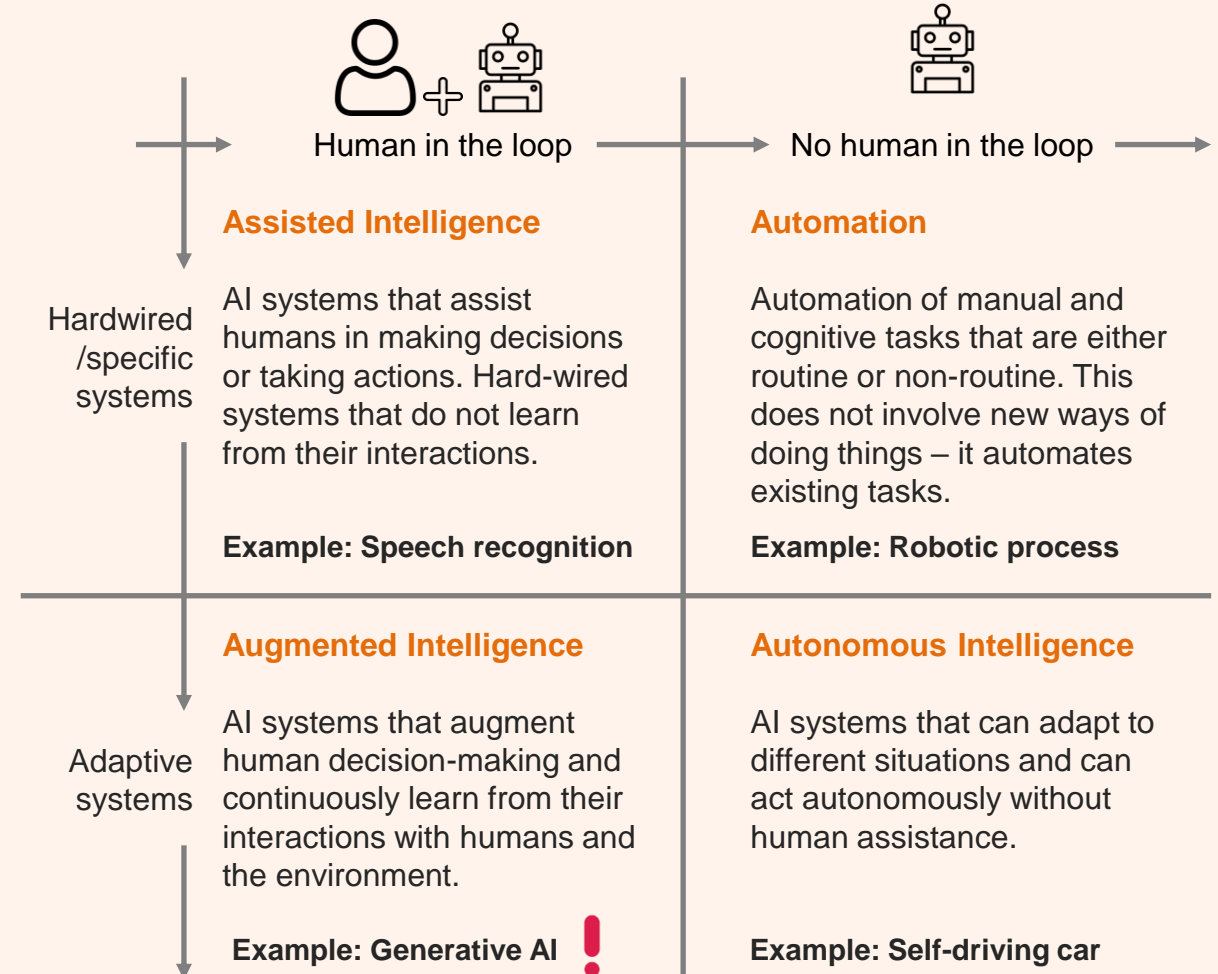 Human in the loop
No human in the loop
Hardwired
/specific
systems
Assisted Intelligence
AI systems that assist
humans in making decisions
or taking actions. Hard-wired
systems that do not learn
from their interactions.
Example: Speech recognition
Automation
Automation of manual and
cognitive tasks that are either
routine or non-routine. This
does not involve new ways of
doing things – it automates
existing tasks.
Example: Robotic process
Adaptive
systems
Augmented Intelligence
AI systems that augment
human decision-making and
continuously learn from their
interactions with humans and
the environment.
Example: Generative AI
Autonomous Intelligence
AI systems that can adapt to
different situations and can
act autonomously without
human assistance.
Example: Self-driving car